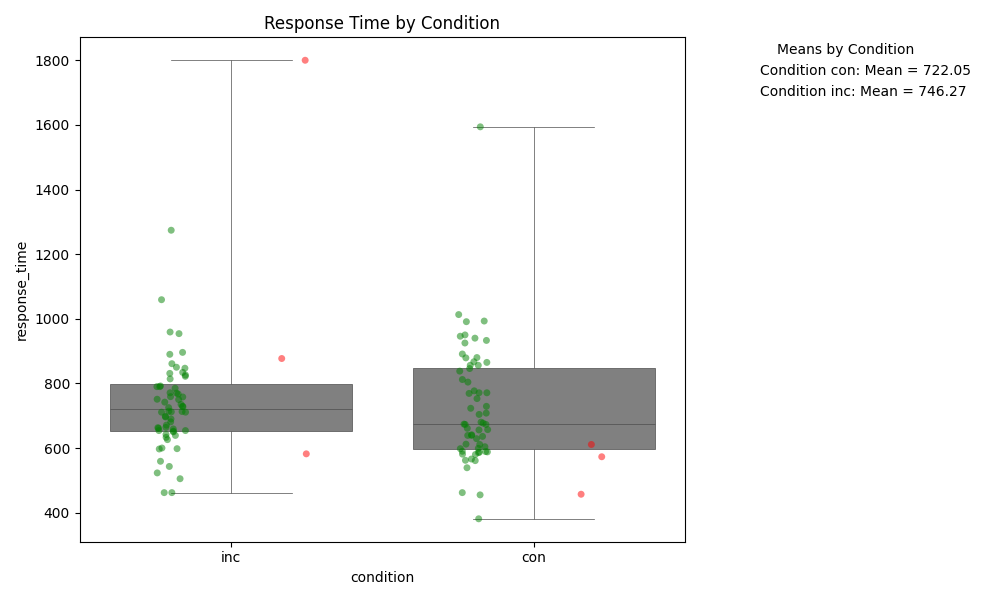 Response Time by Condition
Means by Condition
Condition con: Mean = 722.05
Condition inc: Mean = 746.27
1800
1600
1400
1200
1000
800
600
400
response_time
inc
con
condition